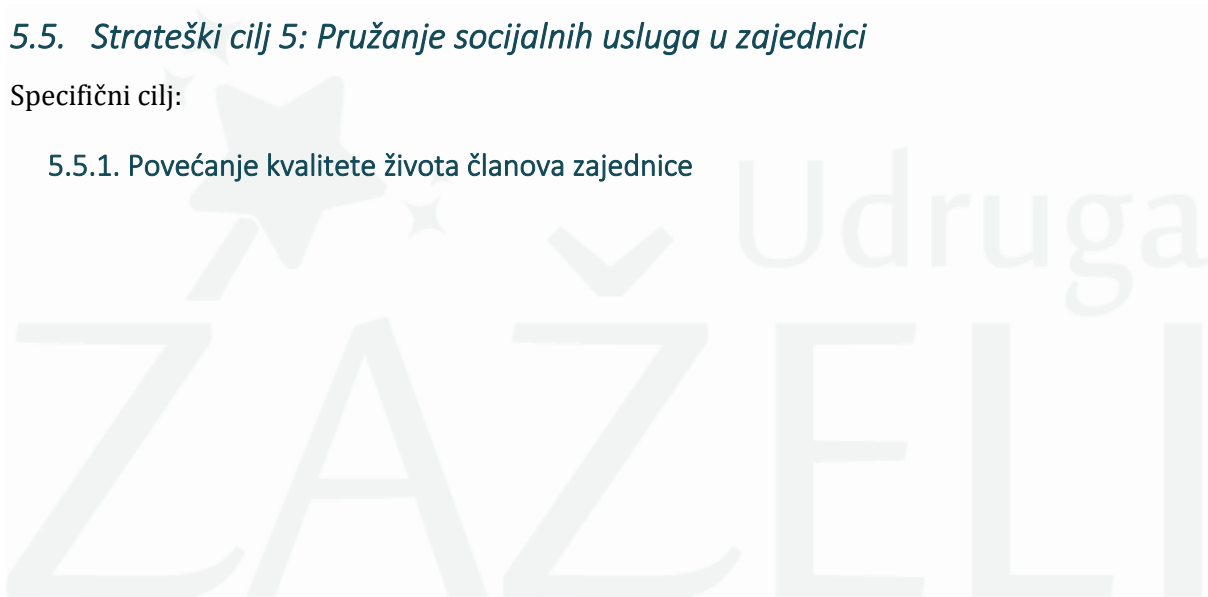 5.5. Strateški cilj 5: Pružanje socijalnih usluga u zajednici
Specifični cilj:
5.5.1. Povećanje kvalitete života članova zajednice
Udruga
ZAŽELI